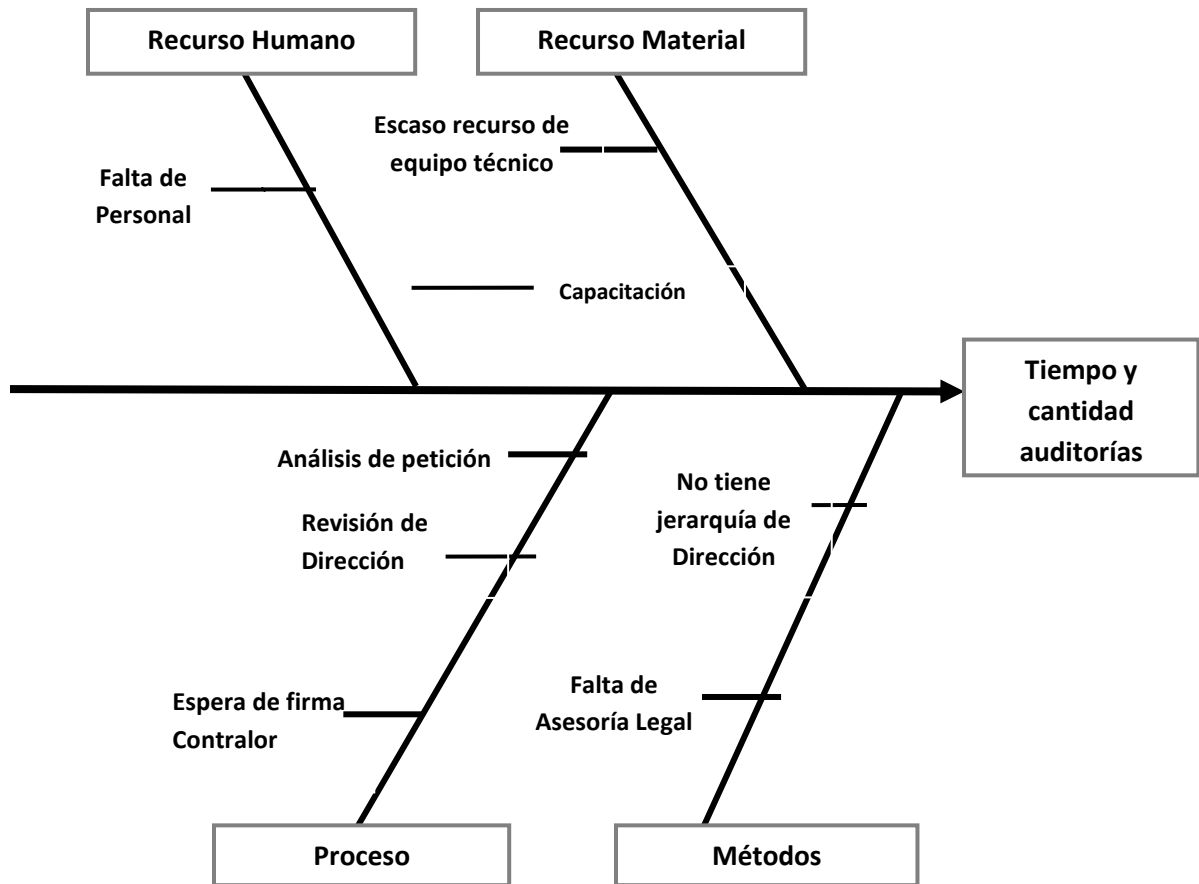 Recurso Humano
Recurso Material
Escaso recurso de
equipo técnico
Falta de
Personal
Capacitación
Tiempo y
cantidad
auditorías
Análisis de petición
Revisión de
Dirección
No tiene
jerarquía de
Dirección
Espera de firma
Contralor
Falta de
Asesoría Legal
Proceso
Métodos